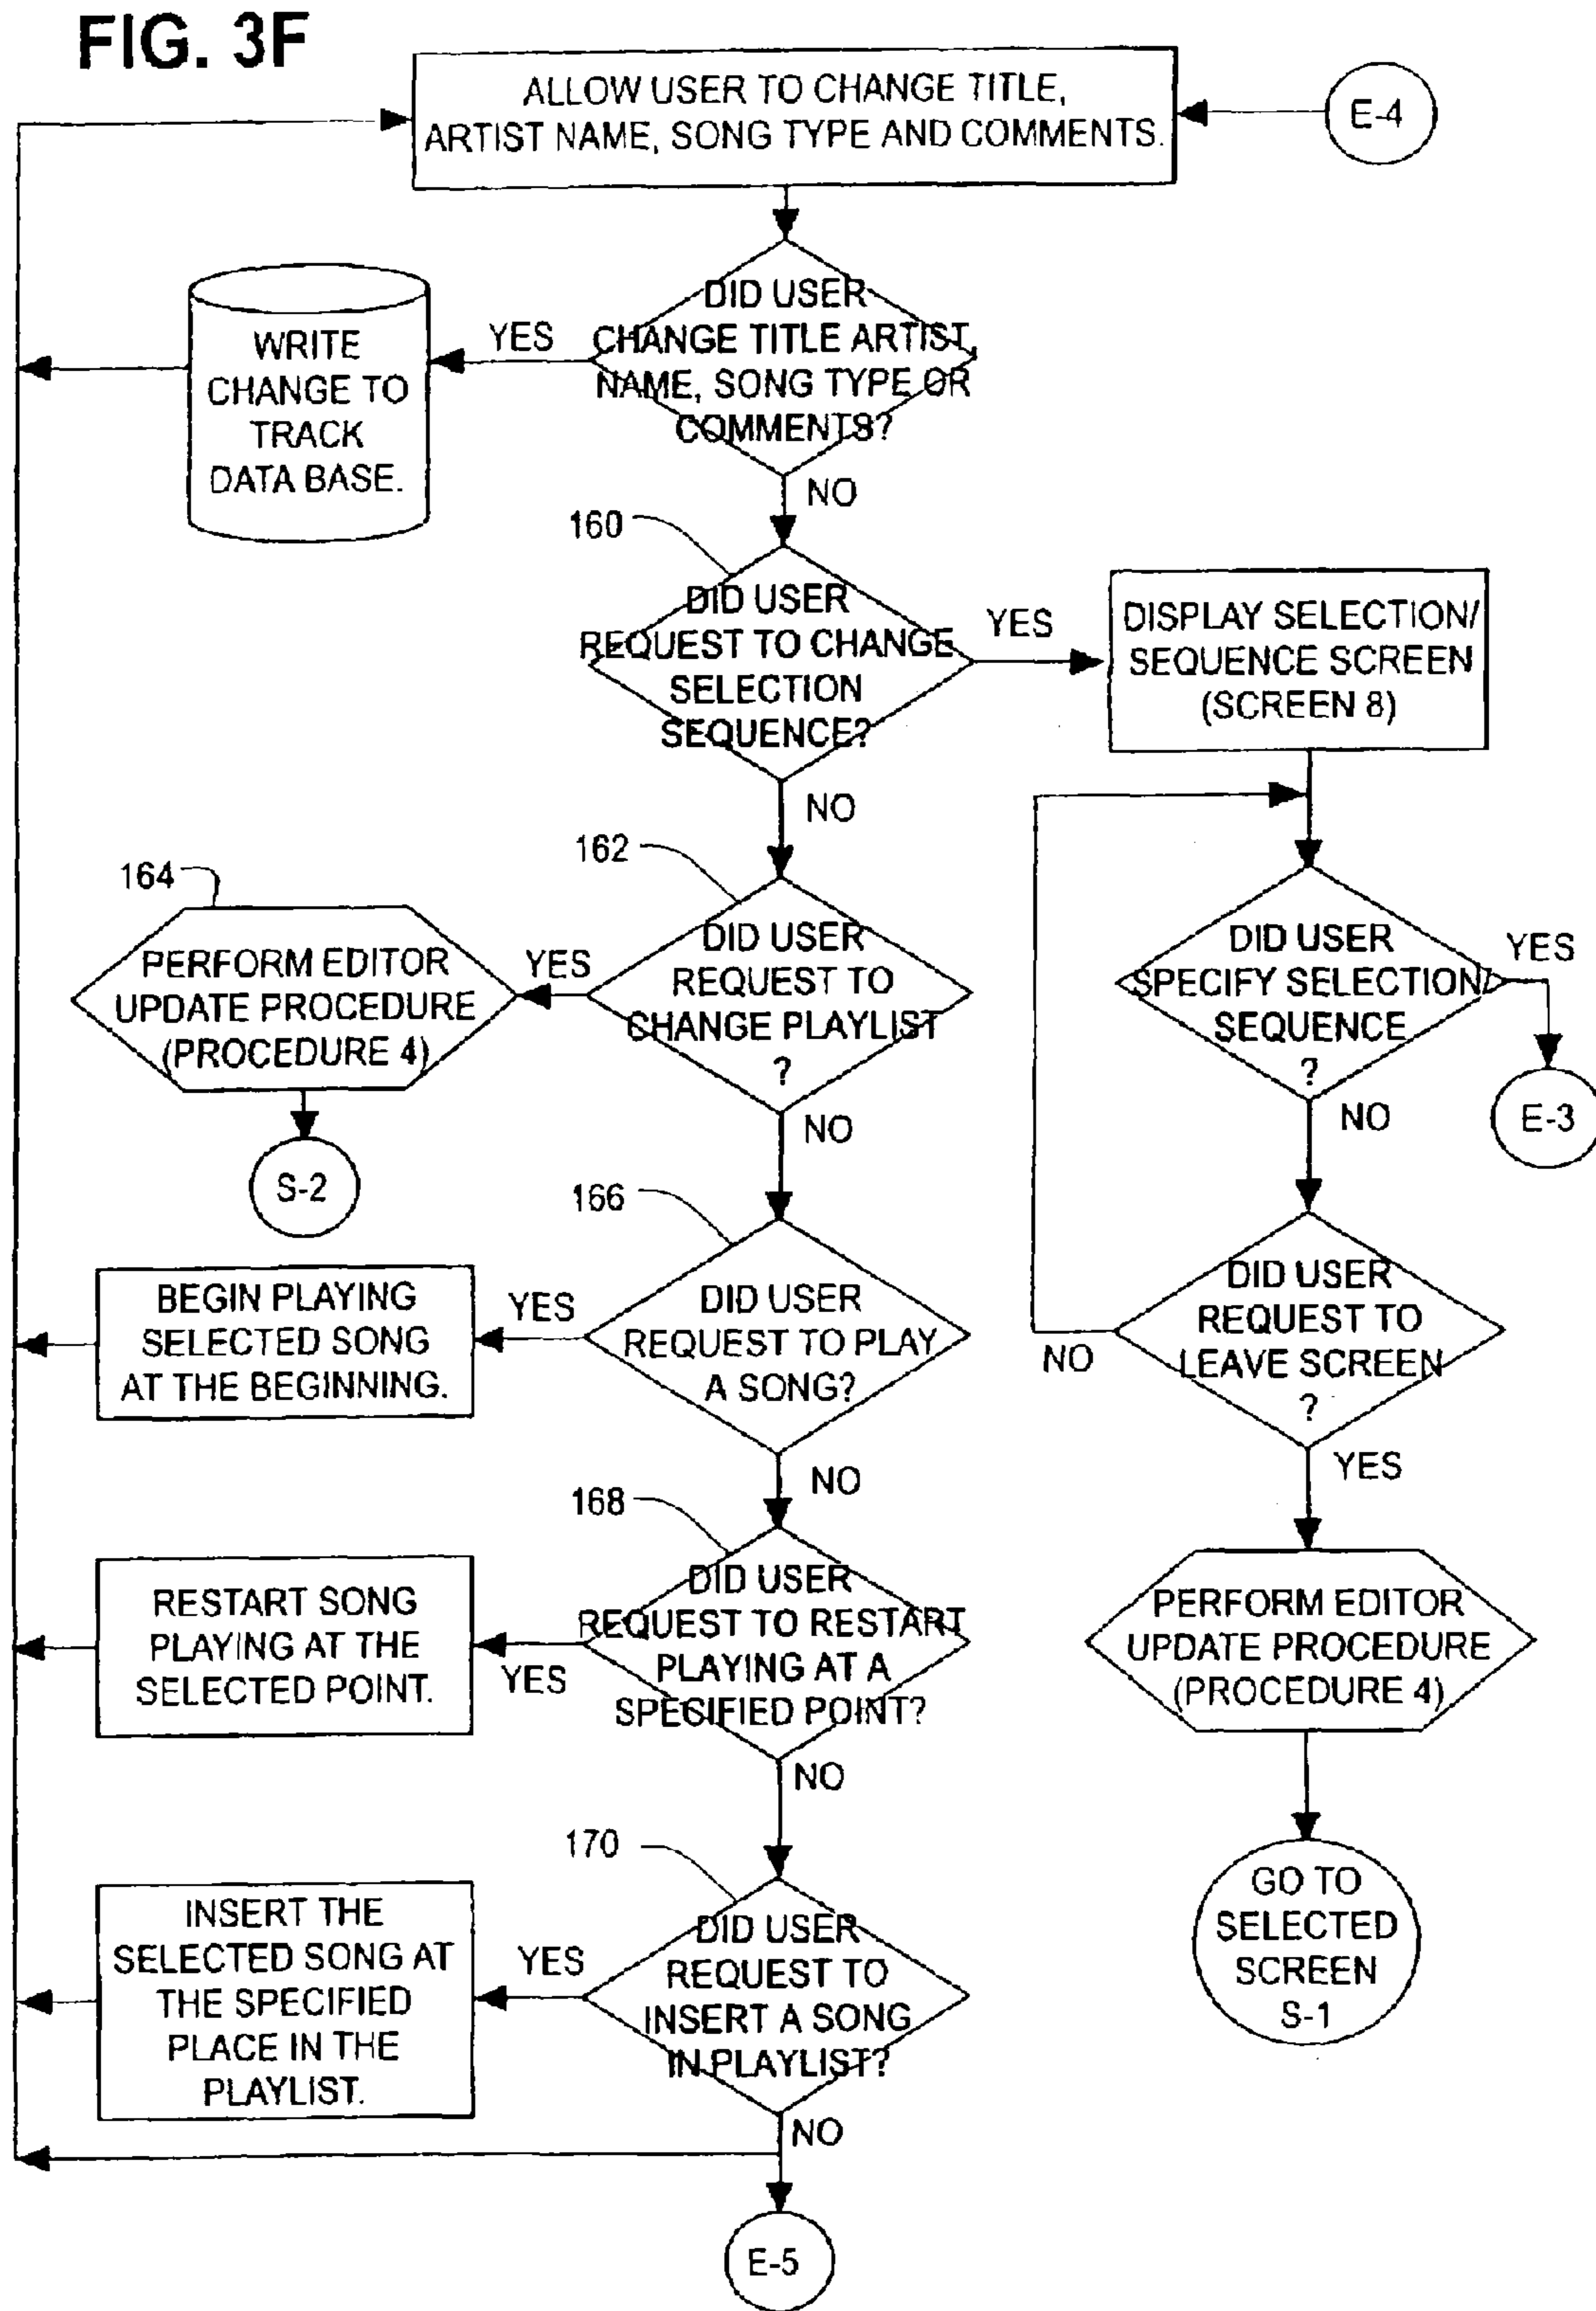 FIG. 3F
ALLOW USER TO CHANGE TITLE,
ARTIST NAME, SONG TYPE AND COMMENTS.
E-4
DID USER
CHANGE TITLE ARTIST,
NAME, SONG TYPE OR
COMMENTS?
YES
WRITE
CHANGE TO
TRACK
DATA BASE.
NO
160
DID USER
REQUEST TO CHANGE
SELECTION
SEQUENCE?
YES
DISPLAY SELECTION/
SEQUENCE SCREEN
(SCREEN 8)
NO
162
DID USER
REQUEST TO
CHANGE PLAYLIST
?
YES
164
PERFORM EDITOR
UPDATE PROCEDURE
(PROCEDURE 4)
S-2
NO
DID USER
SPECIFY SELECTION/
SEQUENCE
?
YES
E-3
NO
166
DID USER
REQUEST TO PLAY
A SONG?
YES
BEGIN PLAYING
SELECTED SONG
AT THE BEGINNING.
NO
DID USER
REQUEST TO
LEAVE SCREEN
?
NO
YES
168
DID USER
REQUEST TO RESTART
PLAYING AT A
SPECIFIED POINT?
YES
RESTART SONG
PLAYING AT THE
SELECTED POINT.
NO
PERFORM EDITOR
UPDATE PROCEDURE
(PROCEDURE 4)
GO TO
SELECTED
SCREEN
S-1
170
DID USER
REQUEST TO
INSERT A SONG
IN PLAYLIST?
YES
INSERT THE
SELECTED SONG AT
THE SPECIFIED
PLACE IN THE
PLAYLIST.
NO
E-5